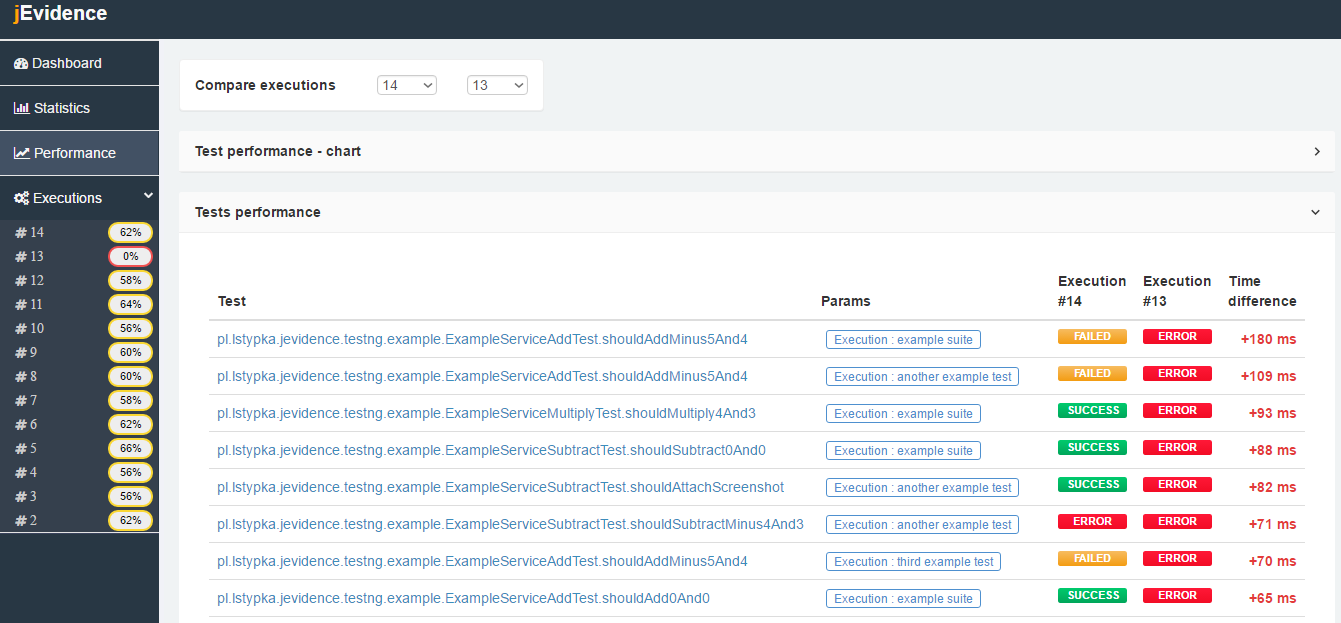 jEvidence
Dashboard
Statistics
Performance
Executions
# 14 62%
# 13 0%
# 12 58%
# 11 64%
# 10 56%
# 9 60%
# 8 60%
# 7 58%
# 6 62%
# 5 66%
# 4 56%
# 3 56%
# 2 62%
Compare executions 14 13
Test performance - chart
Tests performance
Test Params Execution #14 Execution #13 Time difference
pl.lstypka.jevidence.testng.example.ExampleServiceAddTest.shouldAddMinus5And4 Execution : example suite FAILED ERROR +180 ms
pl.lstypka.jevidence.testng.example.ExampleServiceAddTest.shouldAddMinus5And4 Execution : another example test FAILED ERROR +109 ms
pl.lstypka.jevidence.testng.example.ExampleServiceMultiplyTest.shouldMultiply4And3 Execution : example suite SUCCESS ERROR +93 ms
pl.lstypka.jevidence.testng.example.ExampleServiceSubtractTest.shouldSubtract0And0 Execution : example suite SUCCESS ERROR +88 ms
pl.lstypka.jevidence.testng.example.ExampleServiceSubtractTest.shouldAttachScreenshot Execution : another example test SUCCESS ERROR +82 ms
pl.lstypka.jevidence.testng.example.ExampleServiceSubtractTest.shouldSubtractMinus4And3 Execution : another example test ERROR ERROR +71 ms
pl.lstypka.jevidence.testng.example.ExampleServiceAddTest.shouldAddMinus5And4 Execution : third example test FAILED ERROR +70 ms
pl.lstypka.jevidence.testng.example.ExampleServiceAddTest.shouldAdd0And0 Execution : example suite SUCCESS ERROR +65 ms